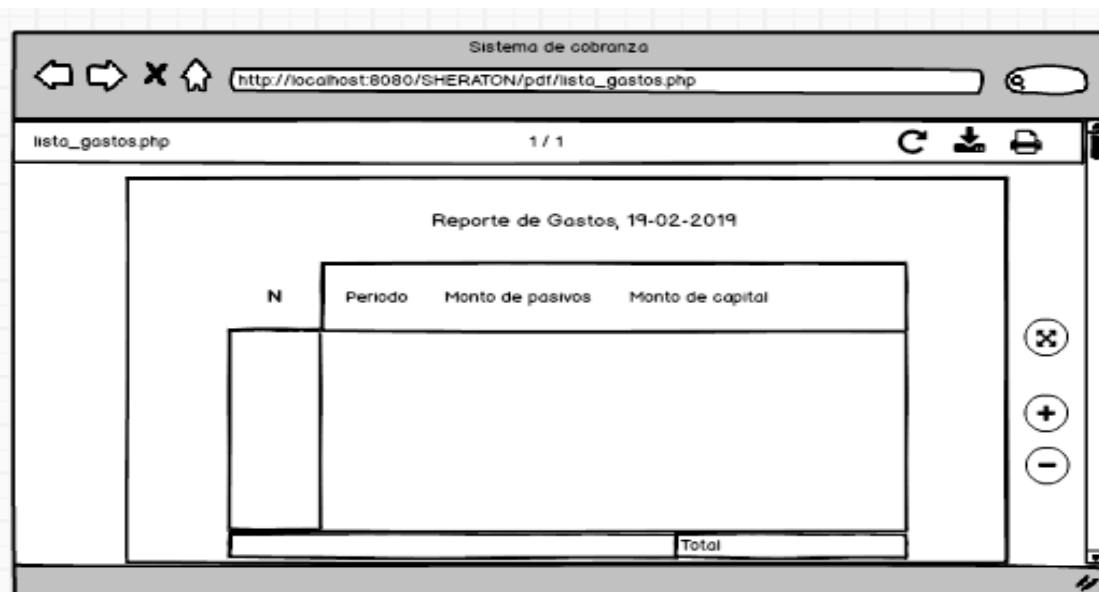 Sistema de cobranza
http://localhost:8080/SHERATON/pdf/lista_gastos.php
lista_gastos.php 1 / 1
Reporte de Gastos, 19-02-2019
N Periodo Monto de pasivos Monto de capital
Total